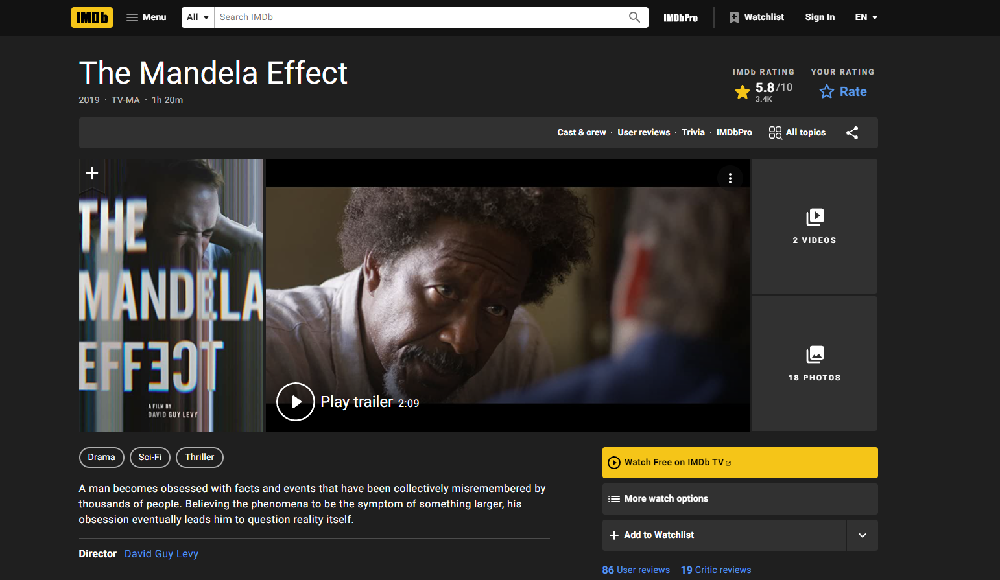 IMDb Menu All Search IMDb IMDbPro Watchlist Sign In EN
The Mandela Effect
2019 · TV-MA · 1h 20m
IMDb RATING
5.8/10
3.4K
YOUR RATING
Rate
Cast & crew · User reviews · Trivia · IMDbPro All topics
THE
MANDELA
EFFECT
A FILM BY
DAVID GUY LEVY
Play trailer 2:09
2 VIDEOS
18 PHOTOS
Drama Sci-Fi Thriller
A man becomes obsessed with facts and events that have been collectively misremembered by
thousands of people. Believing the phenomena to be the symptom of something larger, his
obsession eventually leads him to question reality itself.
Director David Guy Levy
Watch Free on IMDb TV
More watch options
Add to Watchlist
86 User reviews 19 Critic reviews